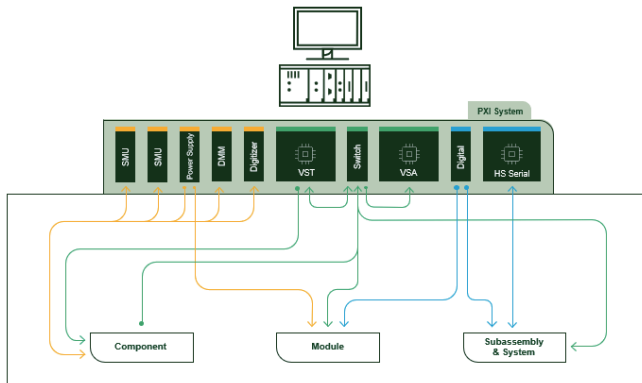 PXI System
SMU
SMU
Power Supply
DMM
Digitizer
VST
Switch
VSA
Digital
HS Serial
Component
Module
Subassembly
& System